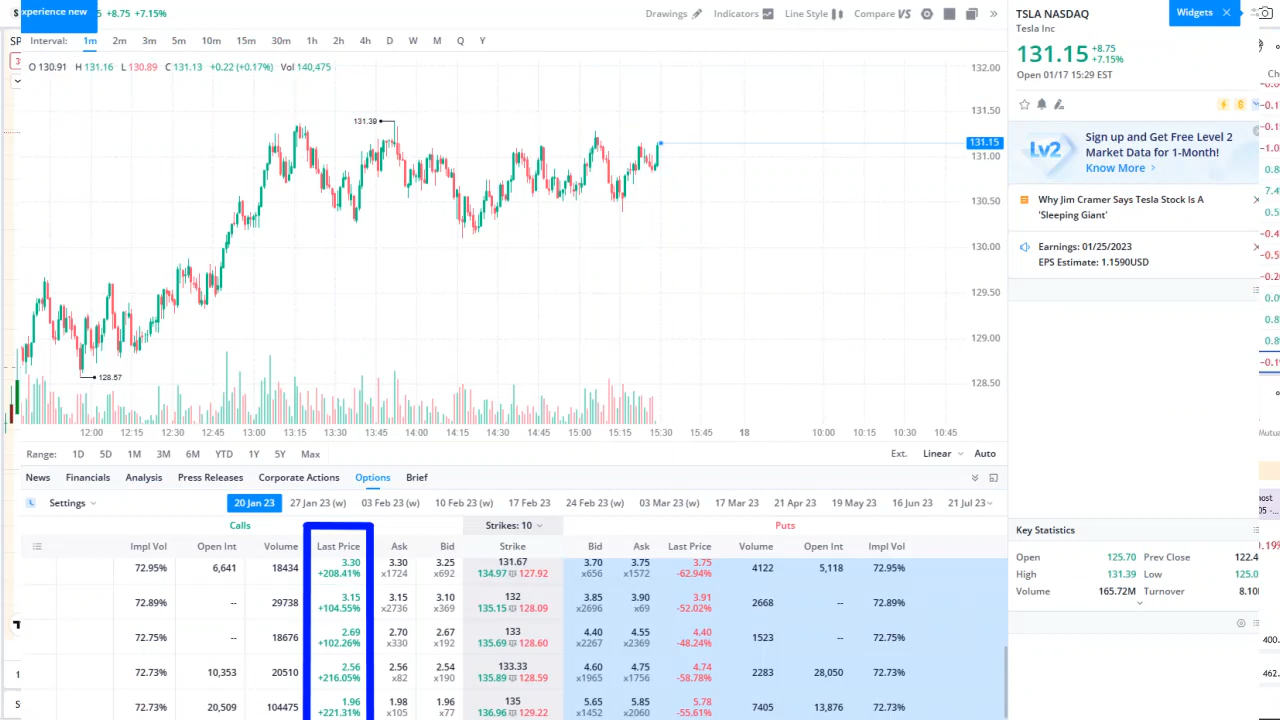 xperience new
+8.75 +7.15%
Drawings Indicators Line Style Compare VS
Interval: 1m 2m 3m 5m 10m 15m 30m 1h 2h 4h D W M Q Y
O 130.91 H 131.16 L 130.89 C 131.13 +0.22 (+0.17%) Vol 140,475
132.00
131.50
131.39
131.15
131.00
130.50
130.00
129.50
129.00
128.57
128.50
12:00 12:15 12:30 12:45 13:00 13:15 13:30 13:45 14:00 14:15 14:30 14:45 15:00 15:15 15:30 15:45 18 10:00 10:15 10:30 10:45
Range: 1D 5D 1M 3M 6M YTD 1Y 5Y Max Ext. Linear Auto
News Financials Analysis Press Releases Corporate Actions Options Brief
L Settings 20 Jan 23 27 Jan 23 (w) 03 Feb 23 (w) 10 Feb 23 (w) 17 Feb 23 24 Feb 23 (w) 03 Mar 23 (w) 17 Mar 23 21 Apr 23 19 May 23 16 Jun 23 21 Jul 23
Calls Strikes: 10 Puts
Impl Vol Open Int Volume Last Price Ask Bid Strike Bid Ask Last Price Volume Open Int Impl Vol
72.95% 6,641 18434 3.30 3.30 3.25 131.67 3.70 3.75 3.75 4122 5,118 72.95%
+208.41% x1724 x692 134.97 127.92 x656 x1572 -62.94%
72.89% -- 29738 3.15 3.15 3.10 132 3.85 3.90 3.91 2668 -- 72.89%
+104.55% x2736 x369 135.15 128.09 x2696 x69 -52.02%
72.75% -- 18676 2.69 2.70 2.67 133 4.40 4.55 4.40 1523 -- 72.75%
+102.26% x330 x192 135.69 128.60 x2267 x2369 -48.24%
72.73% 10,353 20510 2.56 2.56 2.54 133.33 4.60 4.75 4.74 2283 28,050 72.73%
+216.05% x82 x190 135.89 128.59 x1965 x1756 -58.78%
72.73% 20,509 104475 1.96 1.98 1.96 135 5.65 5.85 5.78 7405 13,876 72.73%
+221.31% x105 x77 136.96 129.22 x1452 x2060 -55.61%
TSLA NASDAQ
Widgets
Tesla Inc
131.15 +8.75
+7.15%
Open 01/17 15:29 EST
Lv2
Sign up and Get Free Level 2
Market Data for 1-Month!
Know More
Why Jim Cramer Says Tesla Stock Is A
'Sleeping Giant'
Earnings: 01/25/2023
EPS Estimate: 1.1590USD
Key Statistics
Open 125.70 Prev Close 122.4
High 131.39 Low 125.0
Volume 165.72M Turnover 8.10
400.
462.